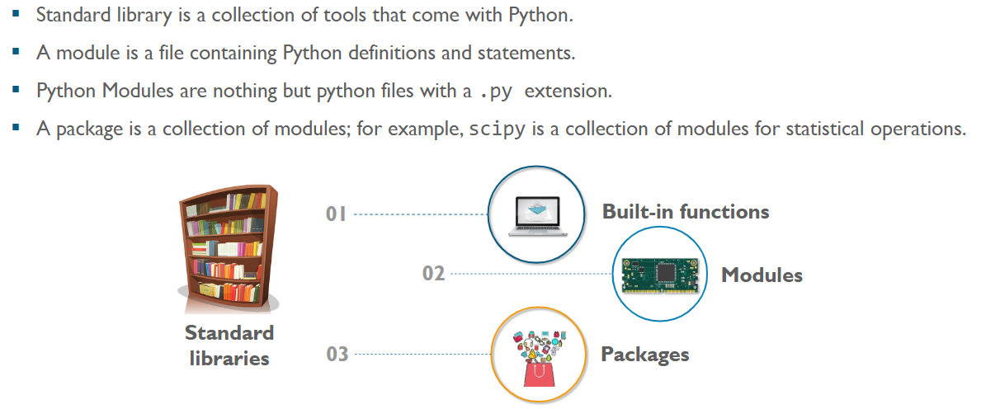 ▪ Standard library is a collection of tools that come with Python.
▪ A module is a file containing Python definitions and statements.
▪ Python Modules are nothing but python files with a .py extension.
▪ A package is a collection of modules; for example, scipy is a collection of modules for statistical operations.
01
Built-in functions
02
Modules
Standard
libraries
03
Packages